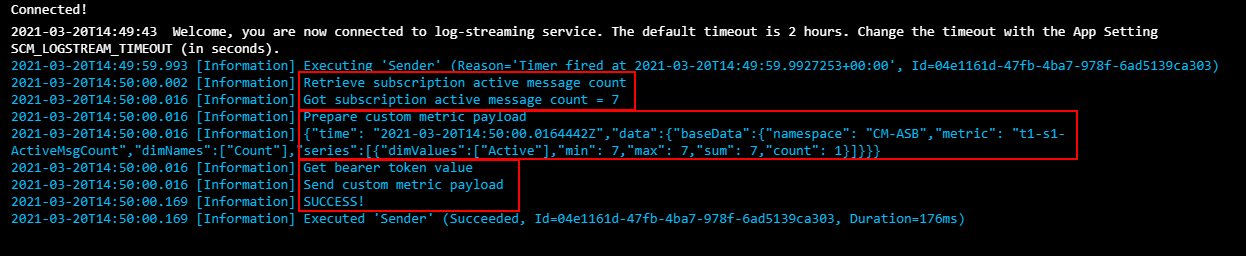 Connected!
2021-03-20T14:49:43  Welcome, you are now connected to log-streaming service. The default timeout is 2 hours. Change the timeout with the App Setting
SCM_LOGSTREAM_TIMEOUT (in seconds).
2021-03-20T14:49:59.993 [Information] Executing 'Sender' (Reason='Timer fired at 2021-03-20T14:49:59.9927253+00:00', Id=04e1161d-47fb-4ba7-978f-6ad5139ca303)
2021-03-20T14:50:00.002 [Information] Retrieve subscription active message count
2021-03-20T14:50:00.016 [Information] Got subscription active message count = 7
2021-03-20T14:50:00.016 [Information] Prepare custom metric payload
2021-03-20T14:50:00.016 [Information] {"time": "2021-03-20T14:50:00.0164442Z","data":{"baseData":{"namespace": "CM-ASB","metric": "t1-s1-
ActiveMsgCount","dimNames":["Count"],"series":[{"dimValues":["Active"],"min": 7,"max": 7,"sum": 7,"count": 1}]}}}
2021-03-20T14:50:00.016 [Information] Get bearer token value
2021-03-20T14:50:00.016 [Information] Send custom metric payload
2021-03-20T14:50:00.169 [Information] SUCCESS!
2021-03-20T14:50:00.169 [Information] Executed 'Sender' (Succeeded, Id=04e1161d-47fb-4ba7-978f-6ad5139ca303, Duration=176ms)